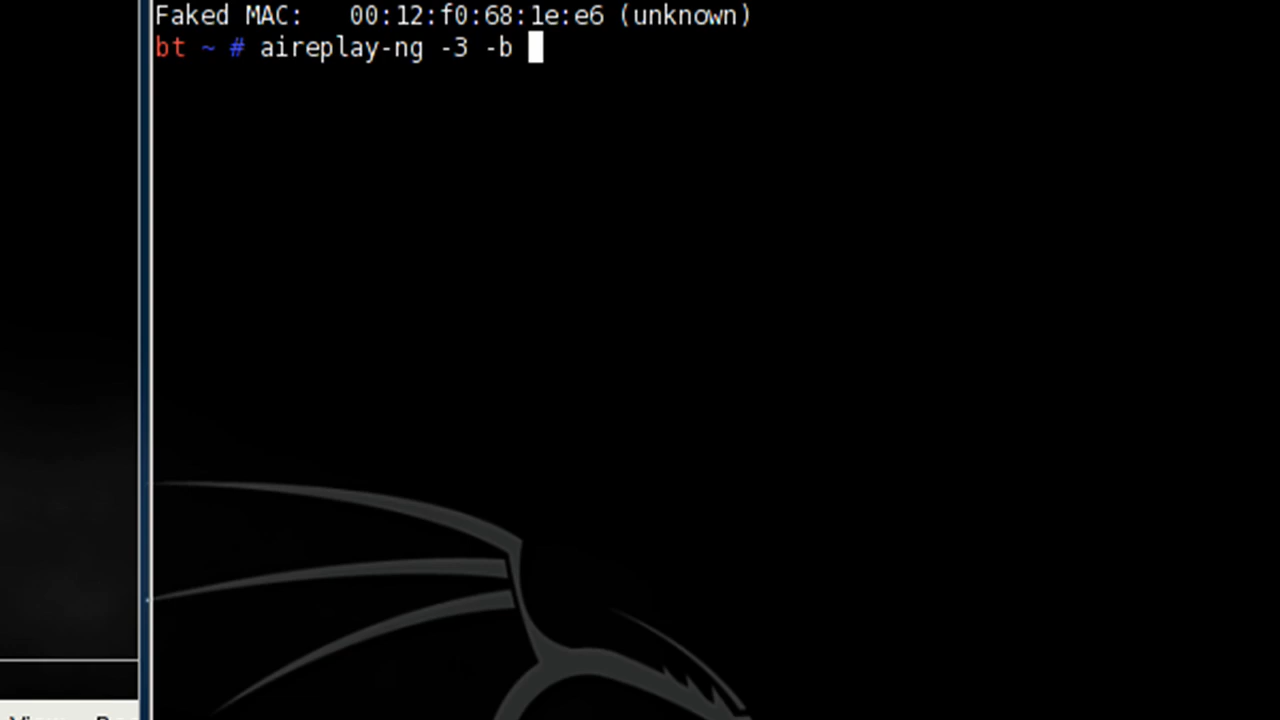 Faked MAC:   00:12:f0:68:1e:e6 (unknown)
bt ~ # aireplay-ng -3 -b